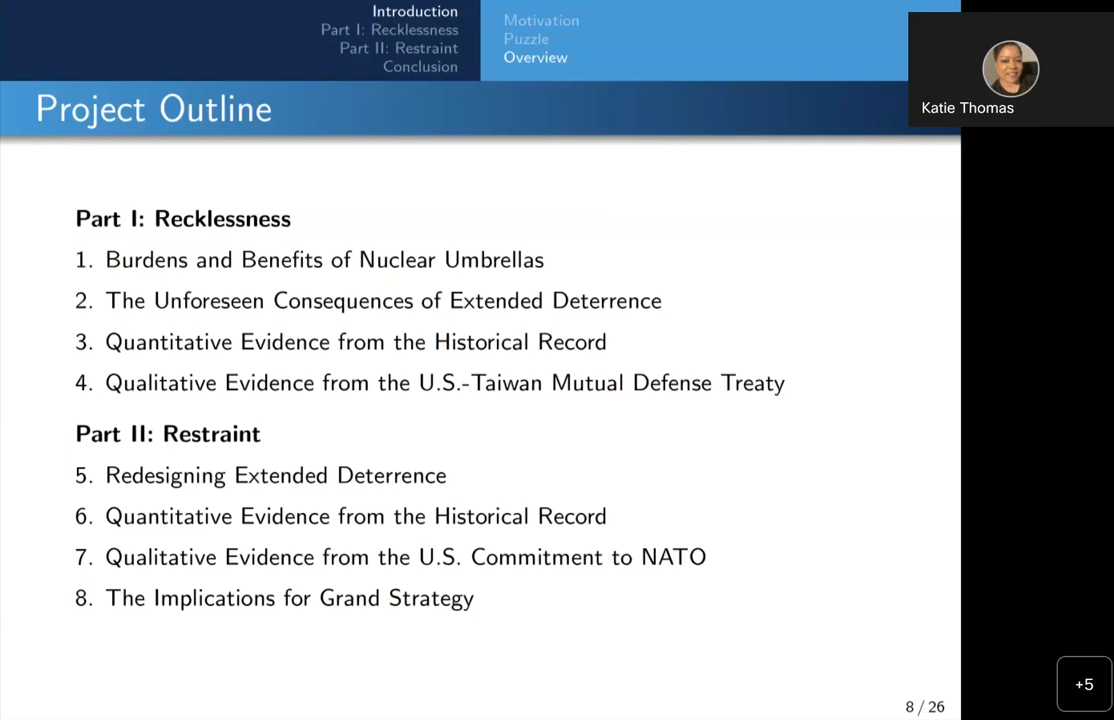 Introduction
Part I: Recklessness
Part II: Restraint
Conclusion
Motivation
Puzzle
Overview
Katie Thomas
Project Outline
Part I: Recklessness
1. Burdens and Benefits of Nuclear Umbrellas
2. The Unforeseen Consequences of Extended Deterrence
3. Quantitative Evidence from the Historical Record
4. Qualitative Evidence from the U.S.-Taiwan Mutual Defense Treaty
Part II: Restraint
5. Redesigning Extended Deterrence
6. Quantitative Evidence from the Historical Record
7. Qualitative Evidence from the U.S. Commitment to NATO
8. The Implications for Grand Strategy
+5
8 / 26